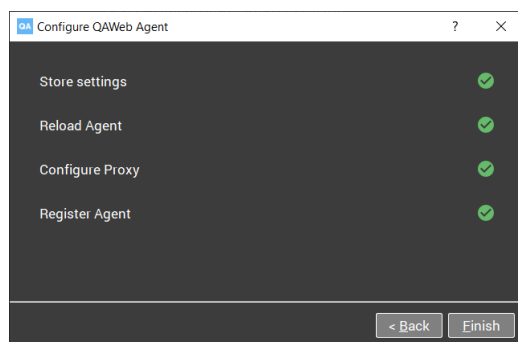 QA Configure QAWeb Agent ?
Store settings
Reload Agent
Configure Proxy
Register Agent
< Back Finish